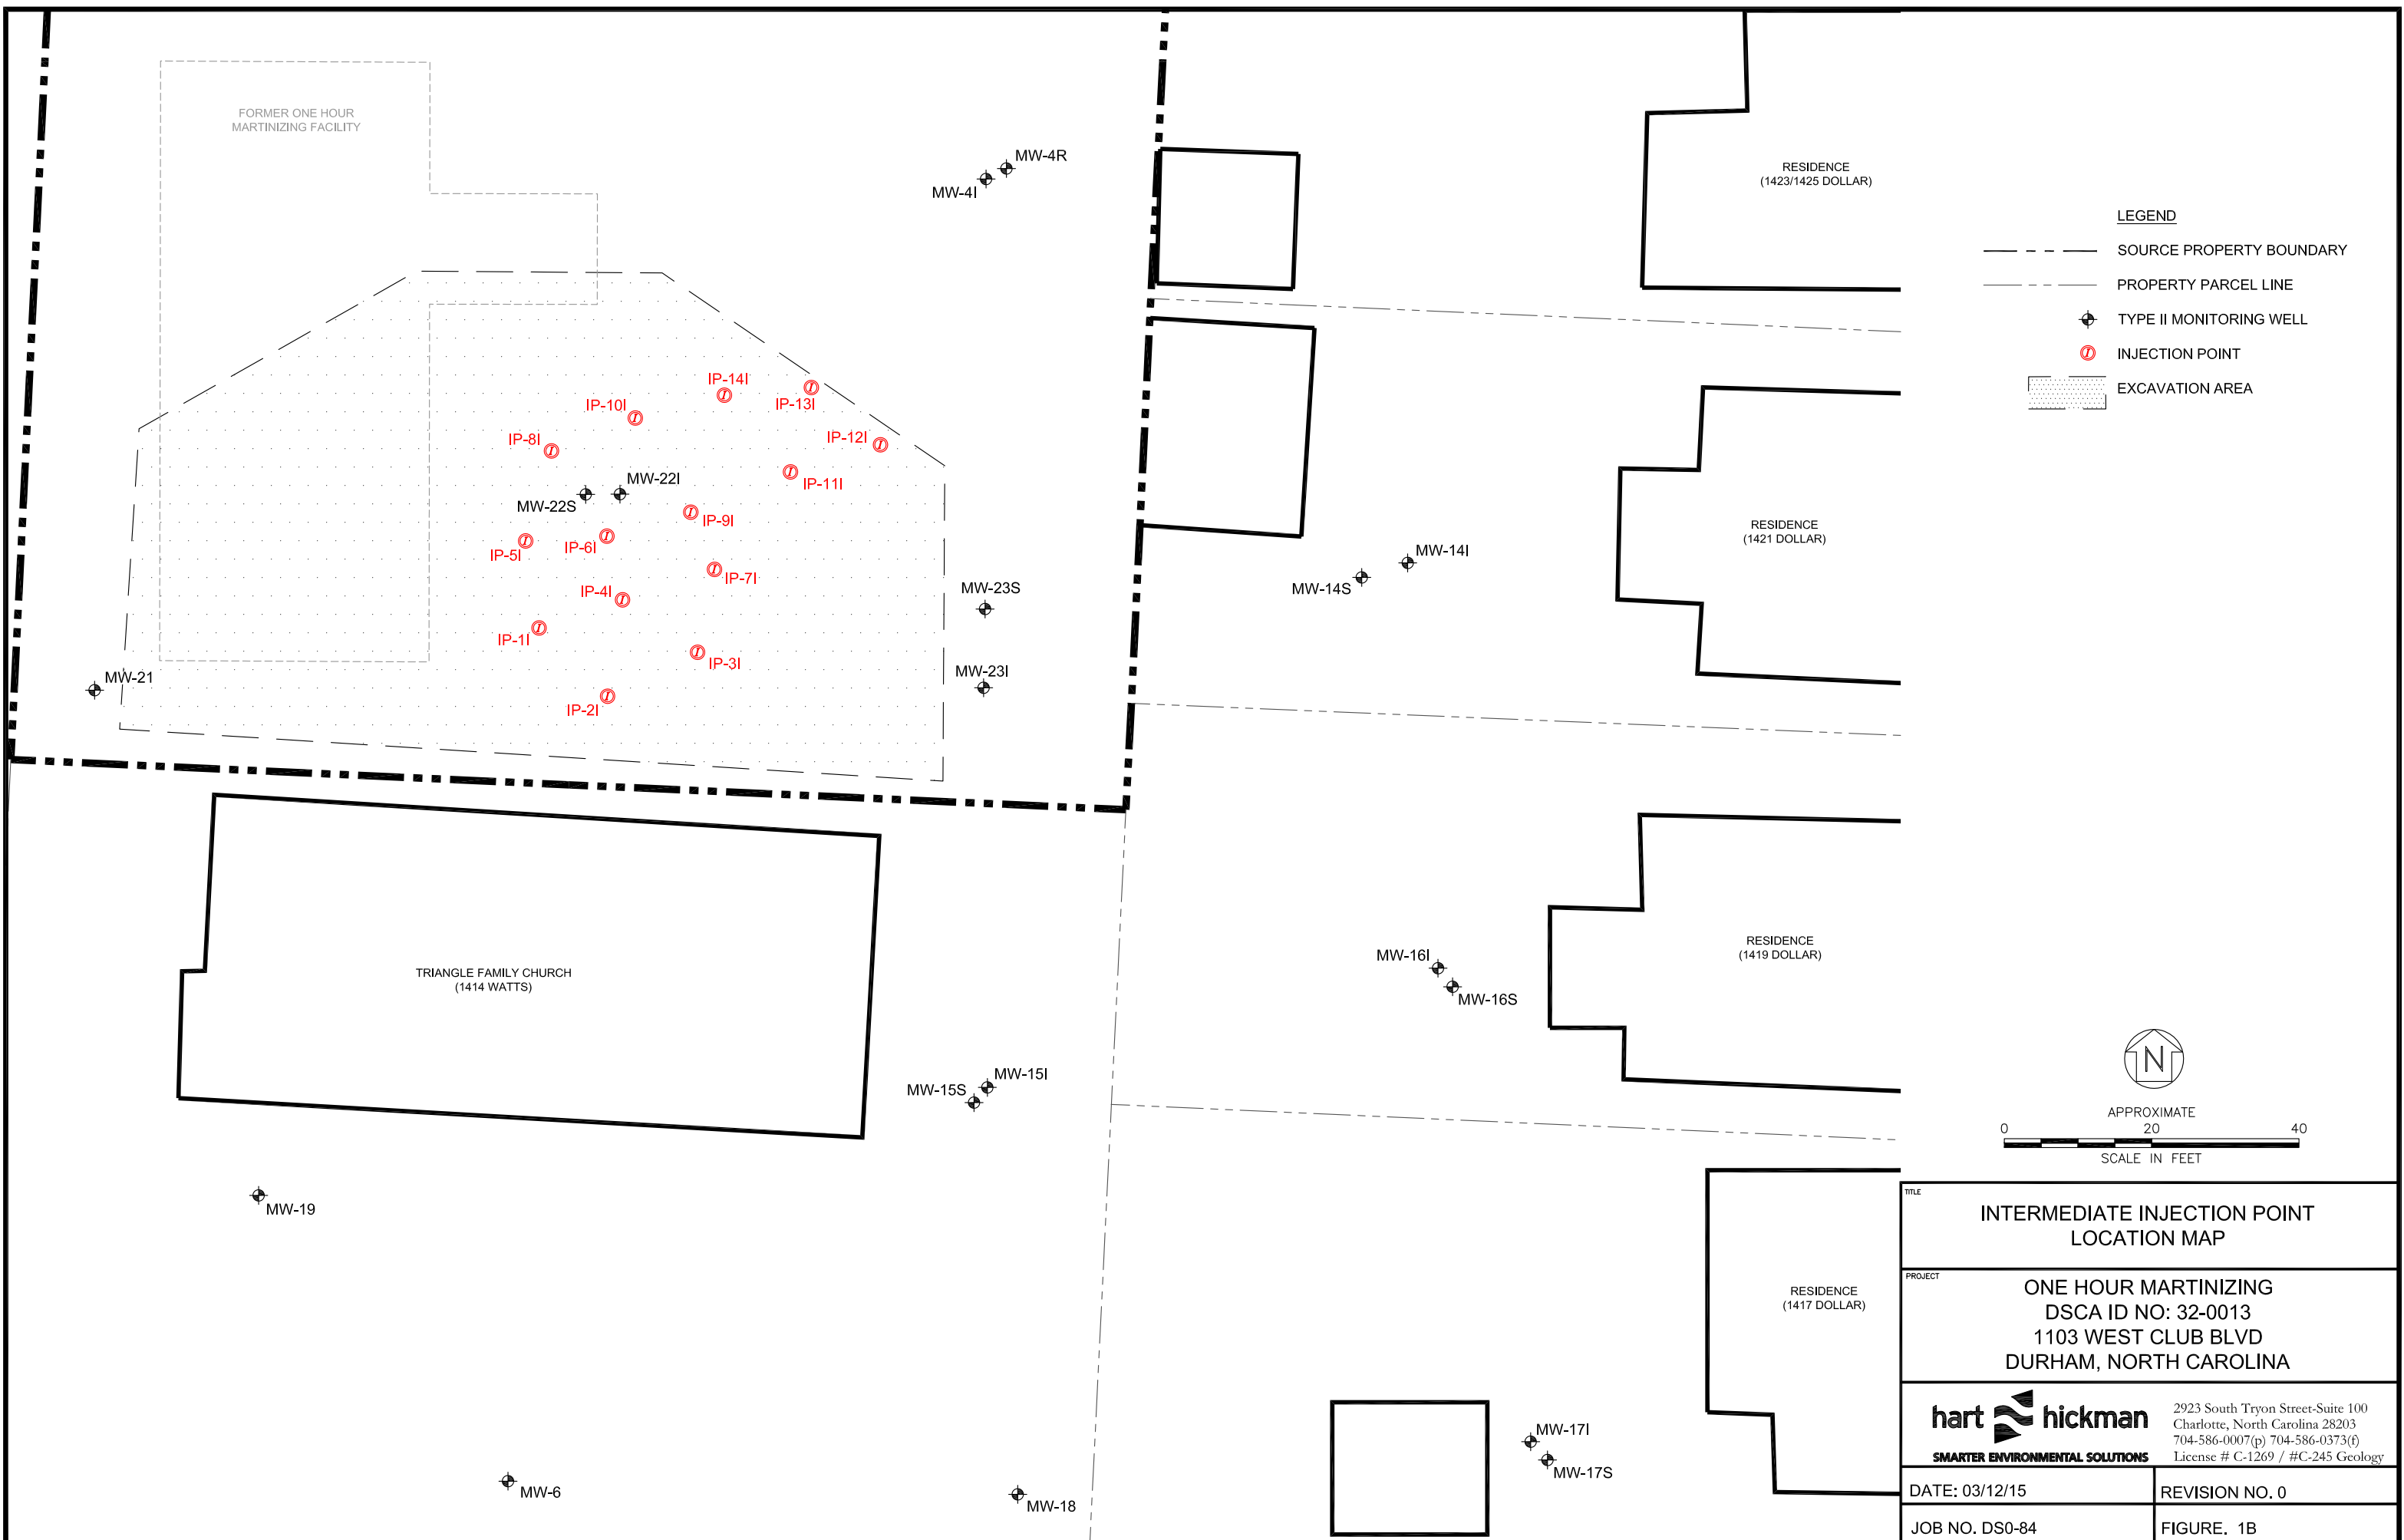 FORMER ONE HOUR
MARTINIZING FACILITY
MW-4R
MW-4I
RESIDENCE
(1423/1425 DOLLAR)
LEGEND
SOURCE PROPERTY BOUNDARY
PROPERTY PARCEL LINE
TYPE II MONITORING WELL
INJECTION POINT
EXCAVATION AREA
IP-14I
IP-13I
IP-10I
IP-12I
IP-8I
IP-11I
MW-22I
MW-22S
IP-9I
IP-5I
IP-6I
IP-7I
IP-4I
IP-1I
IP-3I
IP-2I
MW-21
MW-23S
MW-23I
MW-14I
MW-14S
RESIDENCE
(1421 DOLLAR)
TRIANGLE FAMILY CHURCH
(1414 WATTS)
MW-16I
MW-16S
RESIDENCE
(1419 DOLLAR)
MW-15I
MW-15S
MW-19
MW-6
MW-18
RESIDENCE
(1417 DOLLAR)
MW-17I
MW-17S
N
APPROXIMATE
0 20 40
SCALE IN FEET
TITLE
INTERMEDIATE INJECTION POINT
LOCATION MAP
PROJECT
ONE HOUR MARTINIZING
DSCA ID NO: 32-0013
1103 WEST CLUB BLVD
DURHAM, NORTH CAROLINA
hart hickman
SMARTER ENVIRONMENTAL SOLUTIONS
2923 South Tryon Street-Suite 100
Charlotte, North Carolina 28203
704-586-0007(p) 704-586-0373(f)
License # C-1269 / #C-245 Geology
DATE: 03/12/15
REVISION NO. 0
JOB NO. DS0-84
FIGURE. 1B